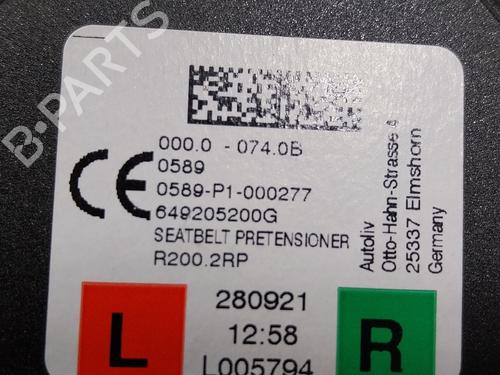 B-PARTS
000.0 - 074.0B
0589
0589-P1-000277
649205200G
SEATBELT PRETENSIONER
R200.2RP
CE
Autoliv
Otto-Hahn-Strasse 4
25337 Elmshorn
Germany
L
280921
12:58
L005794
R